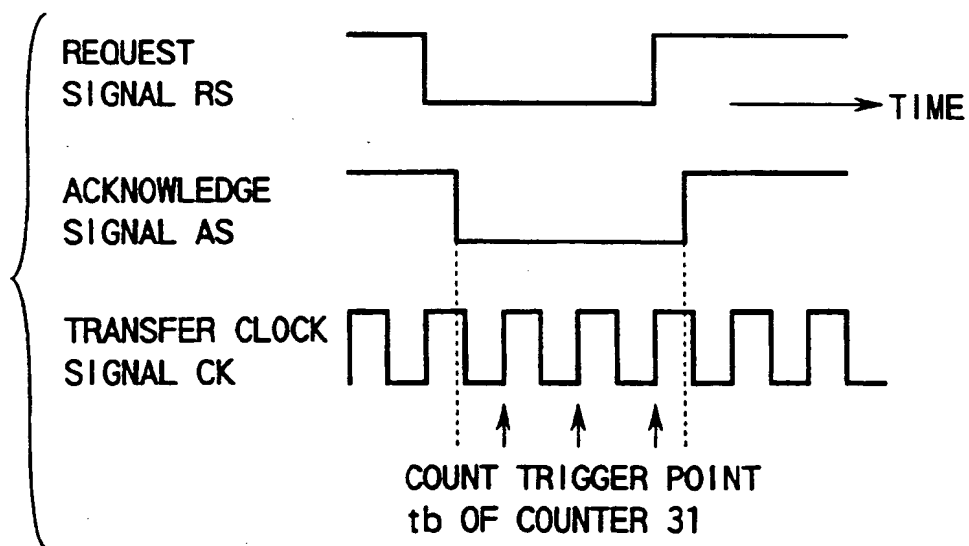 REQUEST
SIGNAL RS
TIME
ACKNOWLEDGE
SIGNAL AS
TRANSFER CLOCK
SIGNAL CK
COUNT TRIGGER POINT
tb OF COUNTER 31